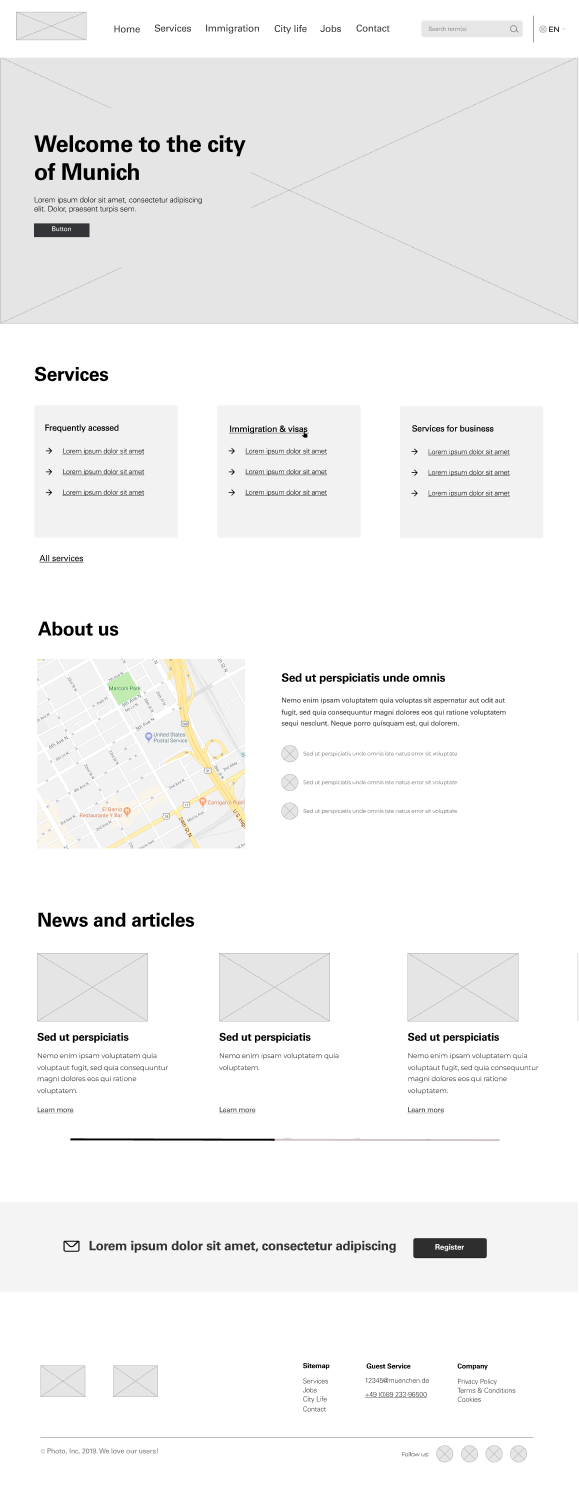 Home Services Immigration City life Jobs Contact Search term(s) EN
Welcome to the city
of Munich
Lorem ipsum dolor sit amet, consectetur adipiscing
elit. Dolor, praesent turpis sem.
Button
Services
Frequently acessed
Lorem ipsum dolor sit amet
Lorem ipsum dolor sit amet
Lorem ipsum dolor sit amet
Immigration & visas
Lorem ipsum dolor sit amet
Lorem ipsum dolor sit amet
Lorem ipsum dolor sit amet
Services for business
Lorem ipsum dolor sit amet
Lorem ipsum dolor sit amet
Lorem ipsum dolor sit amet
All services
About us
Marconi Park
United States
Postal Service
El Barrio
Restaurante Y Bar
Sed ut perspiciatis unde omnis
Nemo enim ipsam voluptatem quia voluptas sit aspernatur aut odit aut
fugit, sed quia consequuntur magni dolores eos qui ratione voluptatem
sequi nesciunt. Neque porro quisquam est, qui dolorem.
Sed ut perspiciatis unde omnis iste natus error sit voluptate
Sed ut perspiciatis unde omnis iste natus error sit voluptate
Sed ut perspiciatis unde omnis iste natus error sit voluptate
News and articles
Sed ut perspiciatis
Nemo enim ipsam voluptatem quia
voluptaut fugit, sed quia consequuntur
magni dolores eos qui ratione
voluptatem.
Learn more
Sed ut perspiciatis
Nemo enim ipsam voluptatem quia
voluptatem.
Learn more
Sed ut perspiciatis
Nemo enim ipsam voluptatem quia
voluptaut fugit, sed quia consequuntur
magni dolores eos qui ratione
voluptatem.
Learn more
Lorem ipsum dolor sit amet, consectetur adipiscing
Register
Sitemap
Services
Jobs
City Life
Contact
Guest Service
12345@muenchen.de
+49 (0)89 233-96500
Company
Privacy Policy
Terms & Conditions
Cookies
© Photo, Inc. 2019. We love our users!
Follow us: